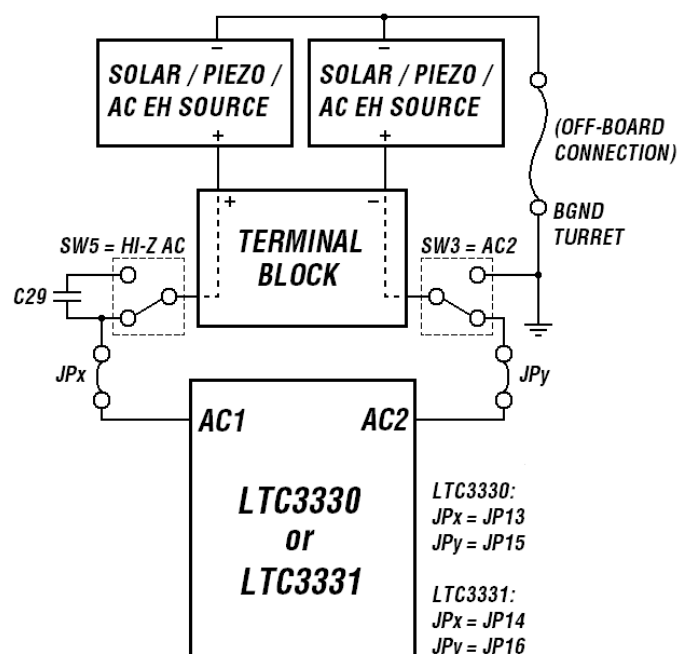 −
−
SOLAR / PIEZO /
AC EH SOURCE
+
SOLAR / PIEZO /
AC EH SOURCE
+
(OFF-BOARD
CONNECTION)
BGND
TURRET
+
−
TERMINAL
BLOCK
SW5 = HI-Z AC
SW3 = AC2
C29
JPx
JPy
AC1
AC2
LTC3330
or
LTC3331
LTC3330:
JPx = JP13
JPy = JP15
LTC3331:
JPx = JP14
JPy = JP16